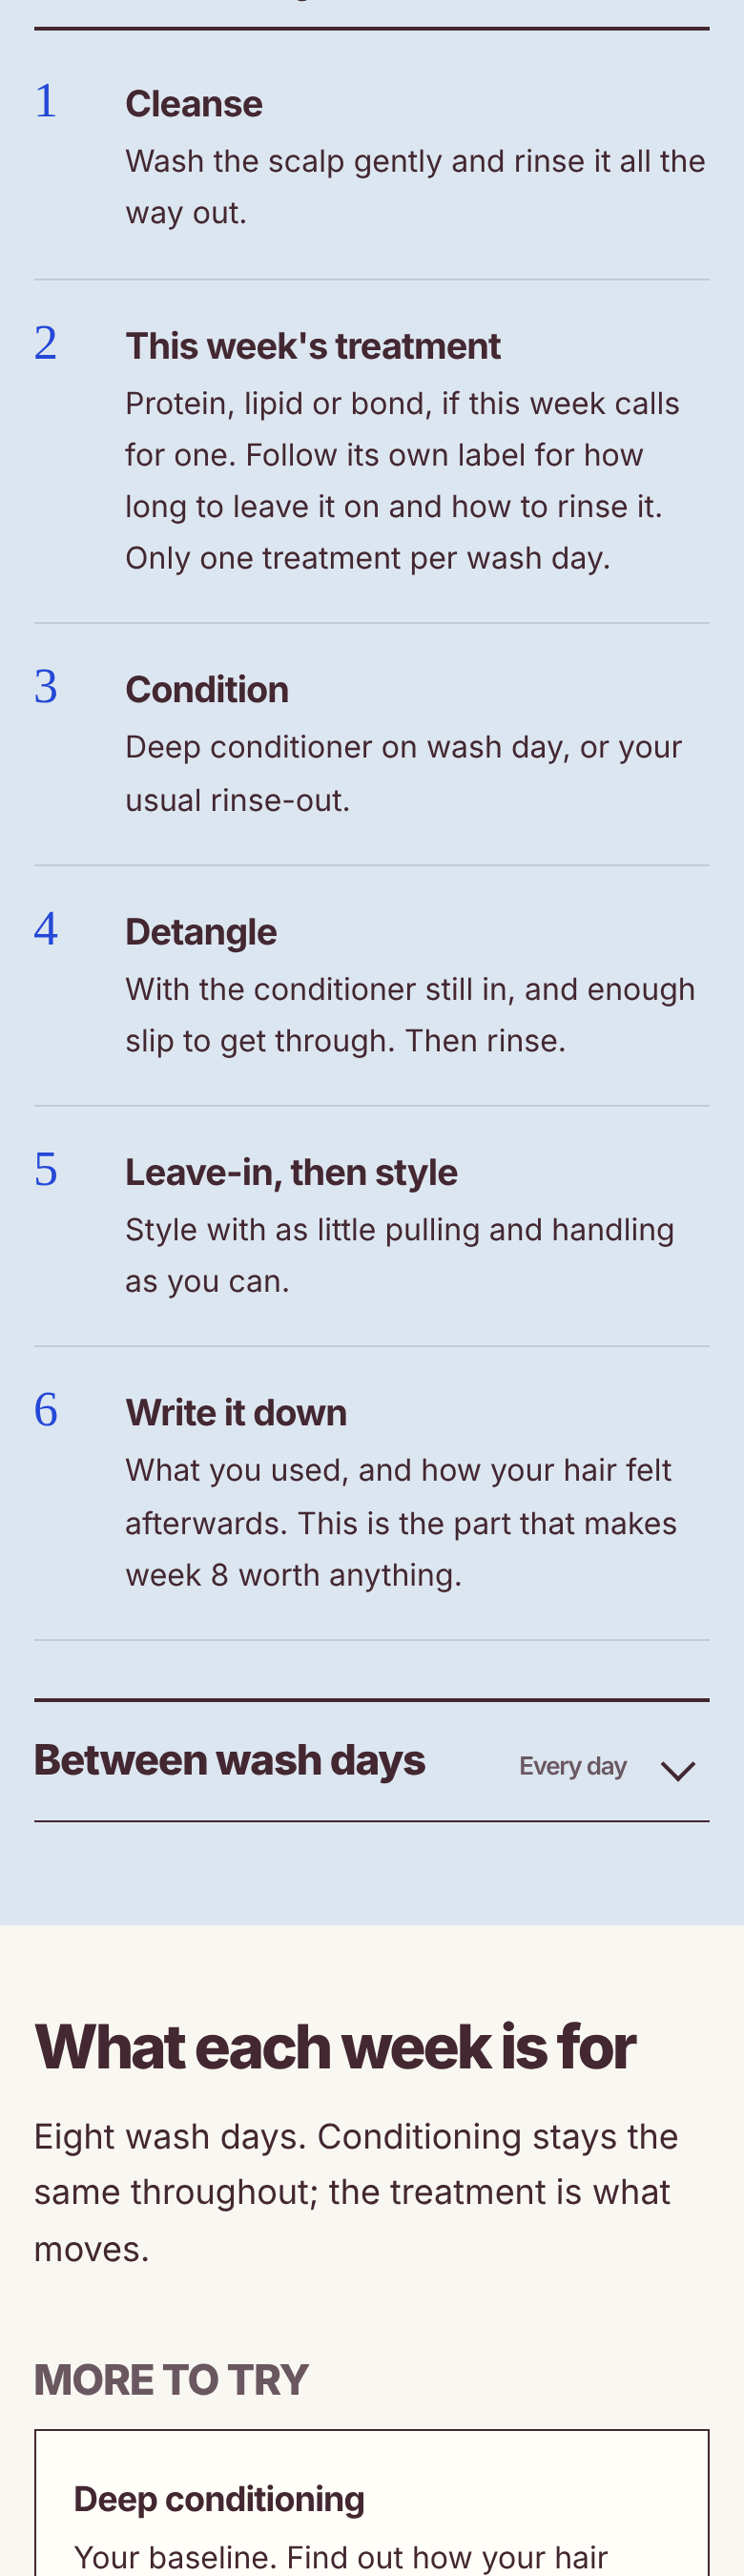 1 Cleanse
Wash the scalp gently and rinse it all the
way out.
2 This week's treatment
Protein, lipid or bond, if this week calls
for one. Follow its own label for how
long to leave it on and how to rinse it.
Only one treatment per wash day.
3 Condition
Deep conditioner on wash day, or your
usual rinse-out.
4 Detangle
With the conditioner still in, and enough
slip to get through. Then rinse.
5 Leave-in, then style
Style with as little pulling and handling
as you can.
6 Write it down
What you used, and how your hair felt
afterwards. This is the part that makes
week 8 worth anything.
Between wash days Every day
What each week is for
Eight wash days. Conditioning stays the
same throughout; the treatment is what
moves.
MORE TO TRY
Deep conditioning
Your baseline. Find out how your hair